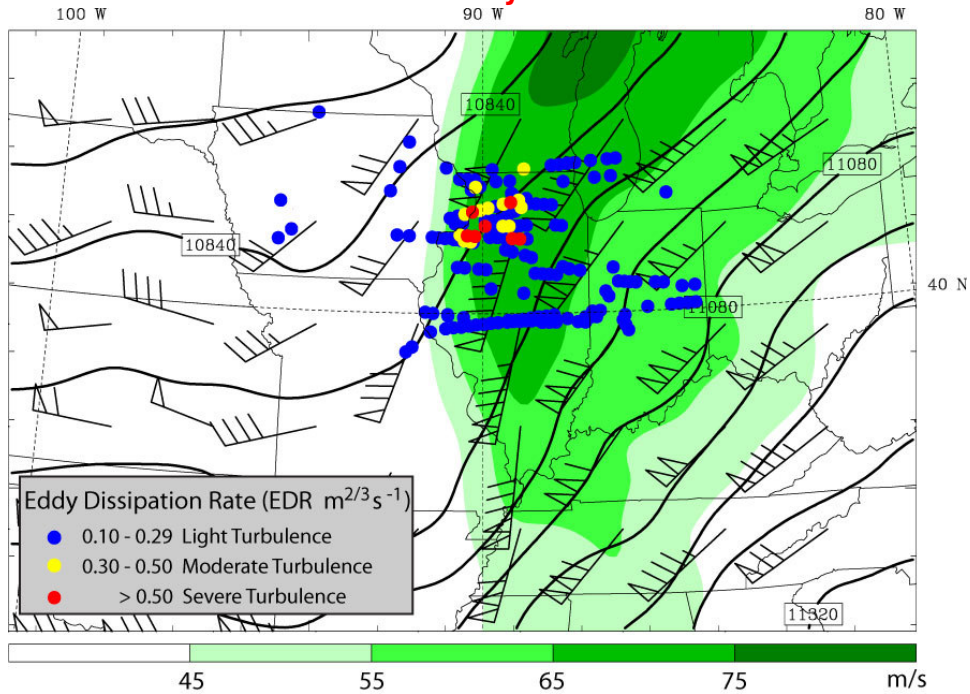 100 W 90 W 80 W
10840
11080
10840
40 N
11080
Eddy Dissipation Rate (EDR m^2/3 s^-1)
0.10 - 0.29 Light Turbulence
0.30 - 0.50 Moderate Turbulence
> 0.50 Severe Turbulence
11320
45 55 65 75 m/s